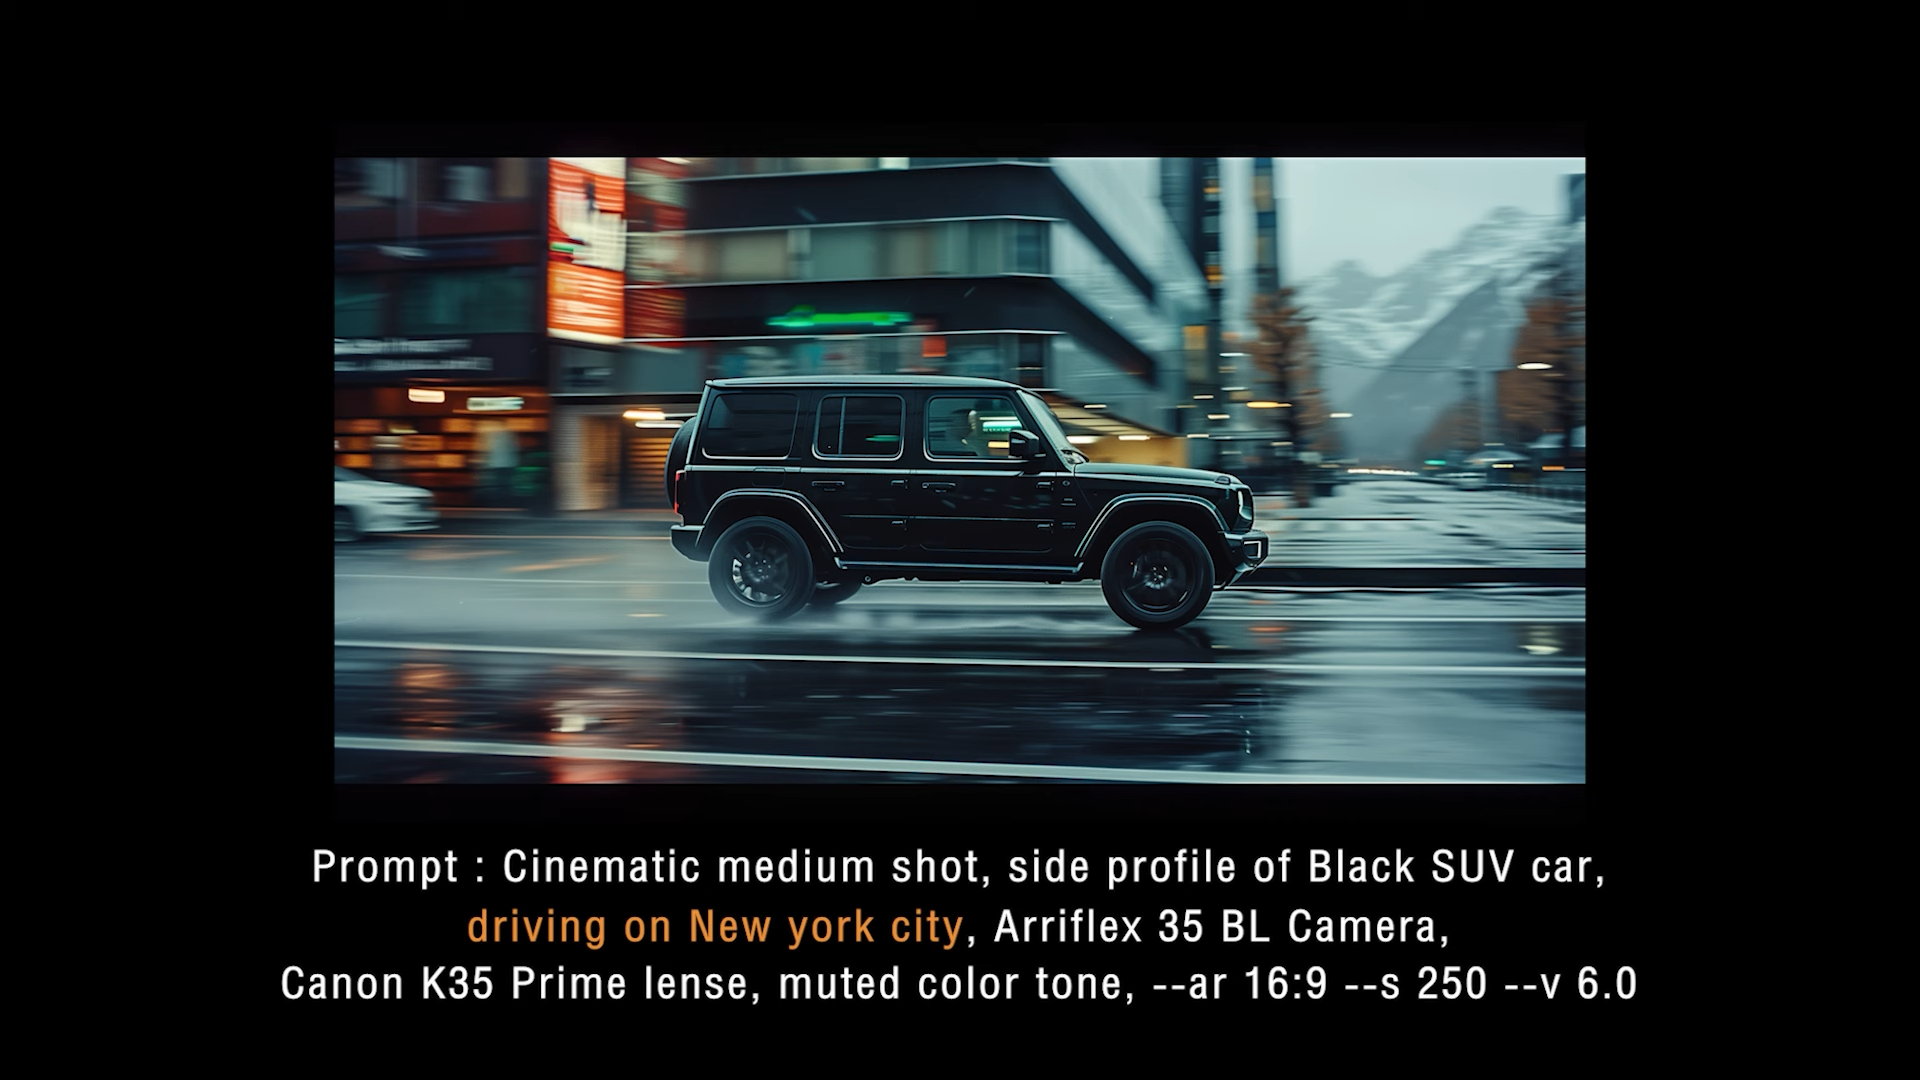 Prompt : Cinematic medium shot, side profile of Black SUV car,
driving on New york city, Arriflex 35 BL Camera,
Canon K35 Prime lense, muted color tone, --ar 16:9 --s 250 --v 6.0